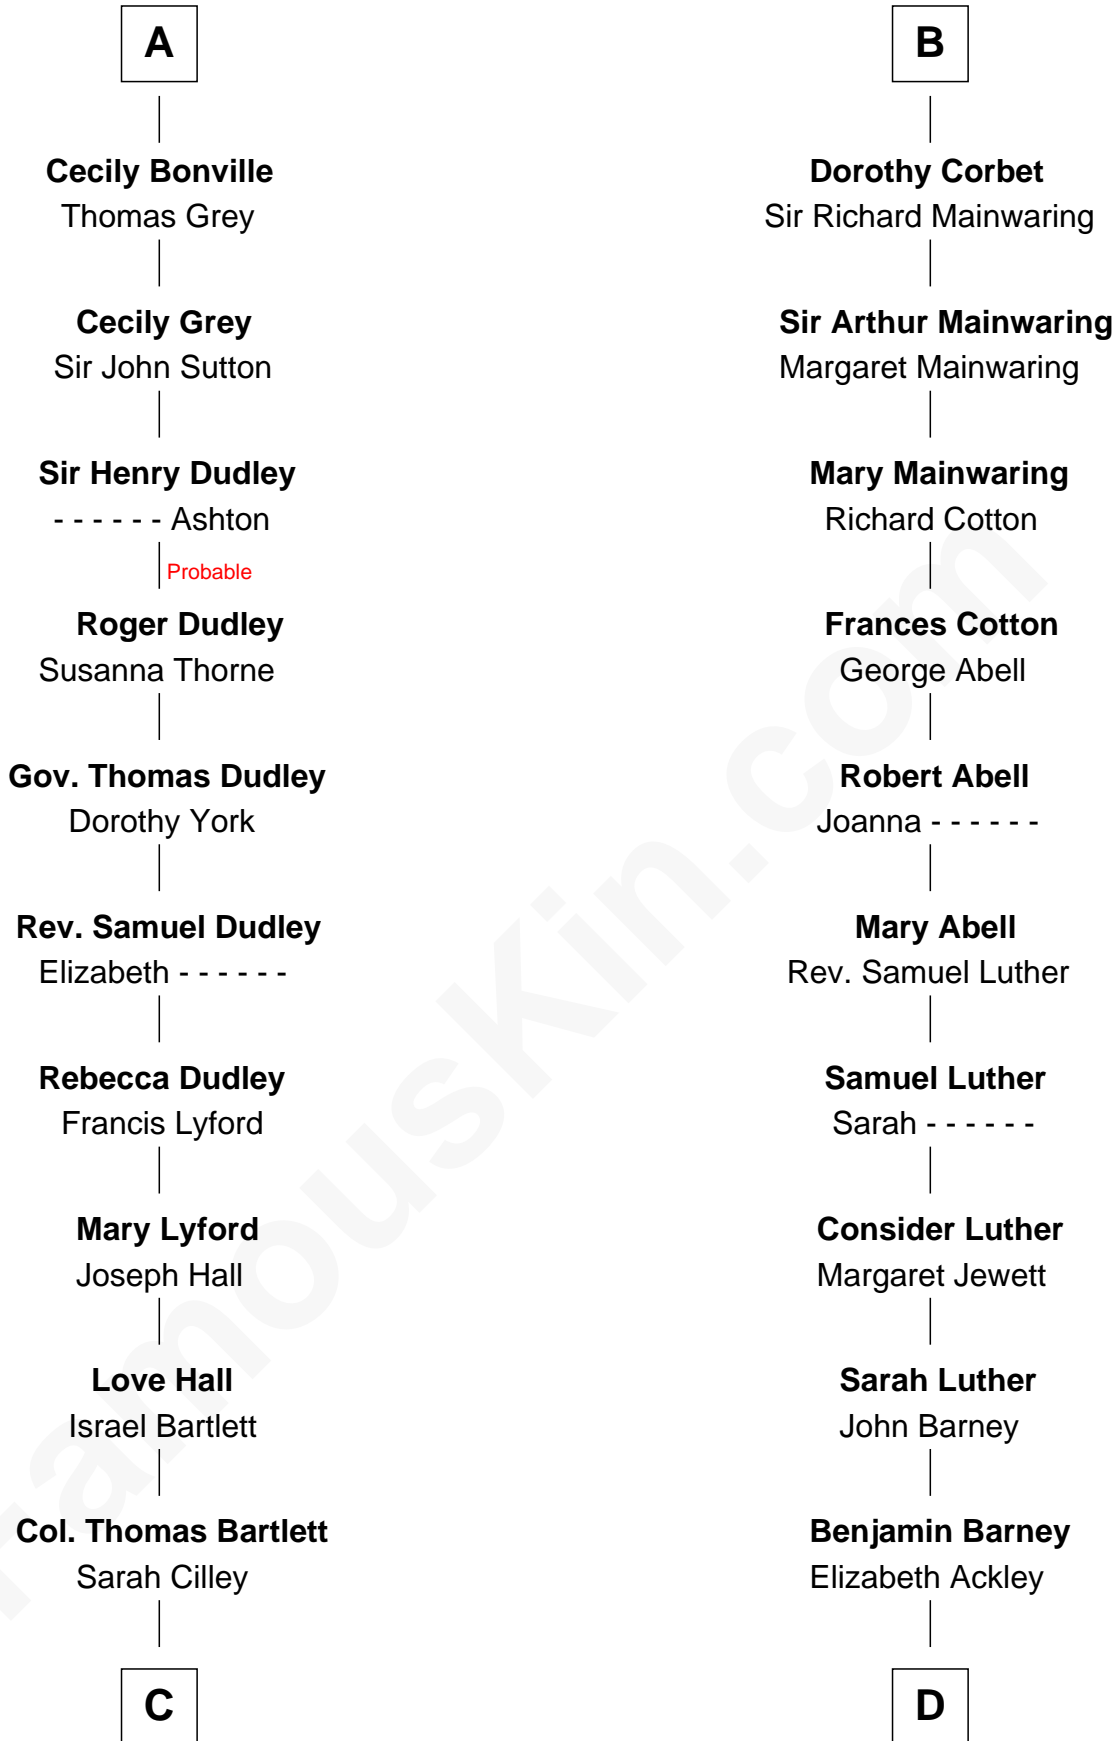 A
Cecily Bonville
Thomas Grey
Cecily Grey
Sir John Sutton
Sir Henry Dudley
- - - - - - Ashton
Probable
Roger Dudley
Susanna Thorne
Gov. Thomas Dudley
Dorothy York
Rev. Samuel Dudley
Elizabeth - - - - - -
Rebecca Dudley
Francis Lyford
Mary Lyford
Joseph Hall
Love Hall
Israel Bartlett
Col. Thomas Bartlett
Sarah Cilley
C
B
Dorothy Corbet
Sir Richard Mainwaring
Sir Arthur Mainwaring
Margaret Mainwaring
Mary Mainwaring
Richard Cotton
Frances Cotton
George Abell
Robert Abell
Joanna - - - - - -
Mary Abell
Rev. Samuel Luther
Samuel Luther
Sarah - - - - - -
Consider Luther
Margaret Jewett
Sarah Luther
John Barney
Benjamin Barney
Elizabeth Ackley
D
FamousKin.com